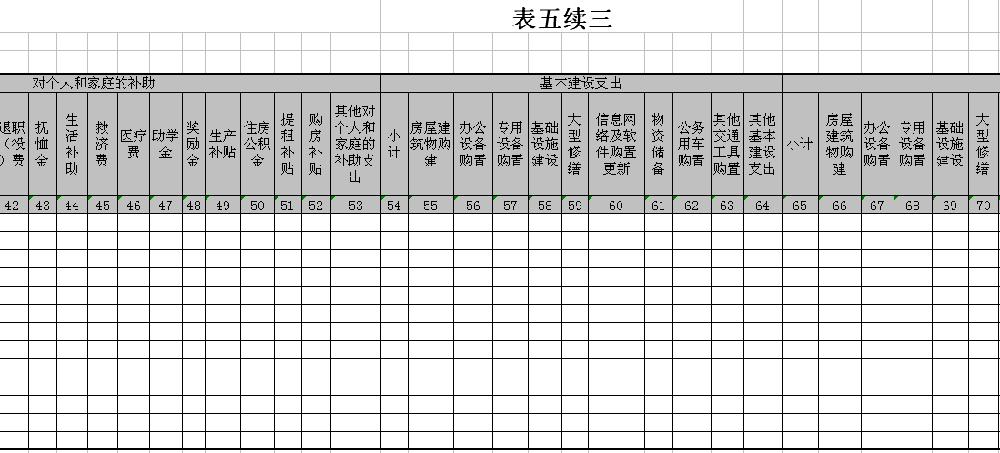 表五续三
对个人和家庭的补助 基本建设支出
退职（役）费 抚恤金 生活补助 救济费 医疗费 助学金 奖励金 生产补贴 住房公积金 提租补贴 购房补贴 其他对个人和家庭的补助支出 小计 房屋建筑物购建 办公设备购置 专用设备购置 基础设施建设 大型修缮 信息网络及软件购置更新 物资储备 公务用车购置 其他交通工具购置 其他基本建设支出 小计 房屋建筑物购建 办公设备购置 专用设备购置 基础设施建设 大型修缮
42 43 44 45 46 47 48 49 50 51 52 53 54 55 56 57 58 59 60 61 62 63 64 65 66 67 68 69 70